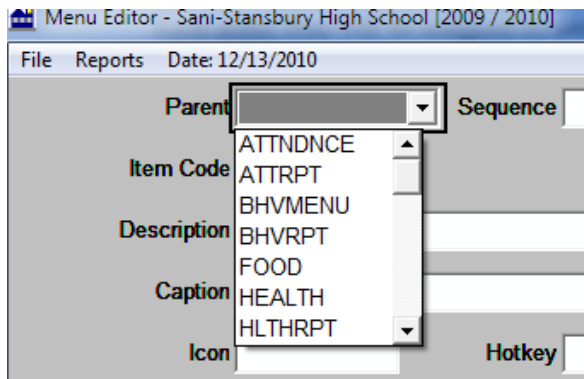 Menu Editor - Sani-Stansbury High School [2009 / 2010]
File Reports Date: 12/13/2010
Parent Sequence
ATTNDNCE
Item Code ATTRPT
BHVMENU
Description BHVRPT
FOOD
Caption HEALTH
HLTHRPT
Icon Hotkey